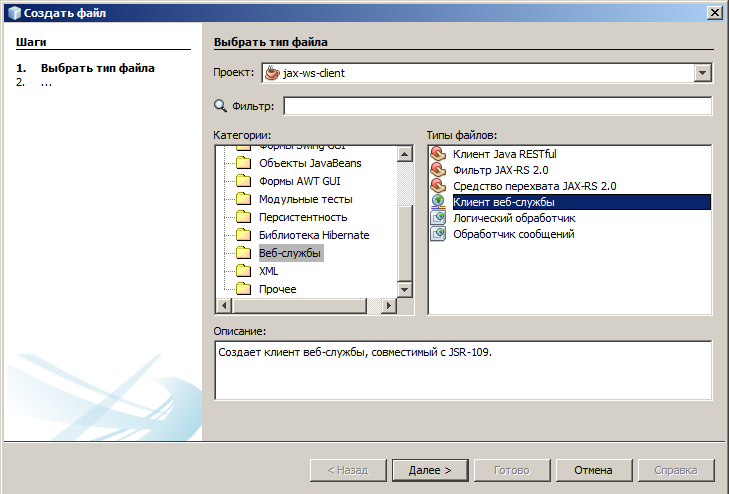 Создать файл
Шаги
1. Выбрать тип файла
2. ...
Выбрать тип файла
Проект: jax-ws-client
Фильтр:
Категории:
Формы Swing GUI
Объекты JavaBeans
Формы AWT GUI
Модульные тесты
Персистентность
Библиотека Hibernate
Веб-службы
XML
Прочее
Типы файлов:
Клиент Java RESTful
Фильтр JAX-RS 2.0
Средство перехвата JAX-RS 2.0
Клиент веб-службы
Логический обработчик
Обработчик сообщений
Описание:
Создает клиент веб-службы, совместимый с JSR-109.
< Назад
Далее >
Готово
Отмена
Справка